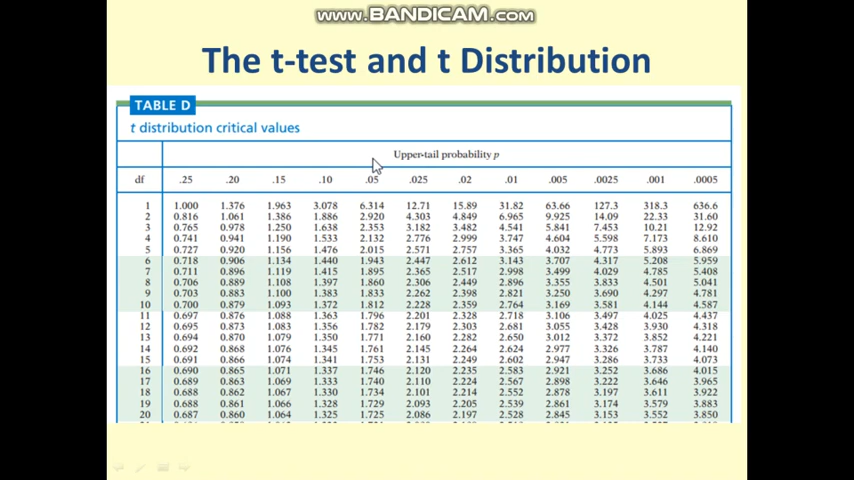 www.BANDICAM.com
The t-test and t Distribution
TABLE D
t distribution critical values
Upper-tail probability p
df .25 .20 .15 .10 .05 .025 .02 .01 .005 .0025 .001 .0005
1 1.000 1.376 1.963 3.078 6.314 12.71 15.89 31.82 63.66 127.3 318.3 636.6
2 0.816 1.061 1.386 1.886 2.920 4.303 4.849 6.965 9.925 14.09 22.33 31.60
3 0.765 0.978 1.250 1.638 2.353 3.182 3.482 4.541 5.841 7.453 10.21 12.92
4 0.741 0.941 1.190 1.533 2.132 2.776 2.999 3.747 4.604 5.598 7.173 8.610
5 0.727 0.920 1.156 1.476 2.015 2.571 2.757 3.365 4.032 4.773 5.893 6.869
6 0.718 0.906 1.134 1.440 1.943 2.447 2.612 3.143 3.707 4.317 5.208 5.959
7 0.711 0.896 1.119 1.415 1.895 2.365 2.517 2.998 3.499 4.029 4.785 5.408
8 0.706 0.889 1.108 1.397 1.860 2.306 2.449 2.896 3.355 3.833 4.501 5.041
9 0.703 0.883 1.100 1.383 1.833 2.262 2.398 2.821 3.250 3.690 4.297 4.781
10 0.700 0.879 1.093 1.372 1.812 2.228 2.359 2.764 3.169 3.581 4.144 4.587
11 0.697 0.876 1.088 1.363 1.796 2.201 2.328 2.718 3.106 3.497 4.025 4.437
12 0.695 0.873 1.083 1.356 1.782 2.179 2.303 2.681 3.055 3.428 3.930 4.318
13 0.694 0.870 1.079 1.350 1.771 2.160 2.282 2.650 3.012 3.372 3.852 4.221
14 0.692 0.868 1.076 1.345 1.761 2.145 2.264 2.624 2.977 3.326 3.787 4.140
15 0.691 0.866 1.074 1.341 1.753 2.131 2.249 2.602 2.947 3.286 3.733 4.073
16 0.690 0.865 1.071 1.337 1.746 2.120 2.235 2.583 2.921 3.252 3.686 4.015
17 0.689 0.863 1.069 1.333 1.740 2.110 2.224 2.567 2.898 3.222 3.646 3.965
18 0.688 0.862 1.067 1.330 1.734 2.101 2.214 2.552 2.878 3.197 3.611 3.922
19 0.688 0.861 1.066 1.328 1.729 2.093 2.205 2.539 2.861 3.174 3.579 3.883
20 0.687 0.860 1.064 1.325 1.725 2.086 2.197 2.528 2.845 3.153 3.552 3.850